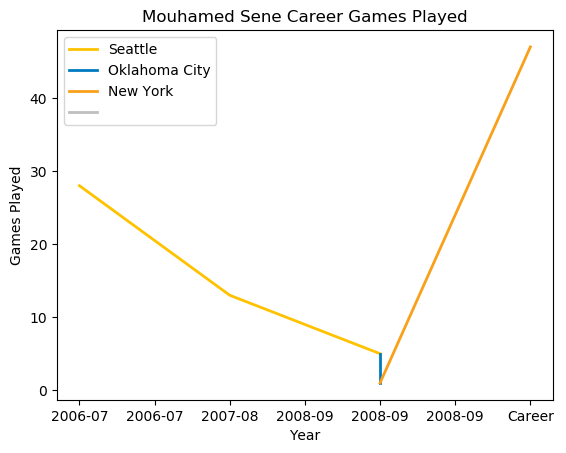 Mouhamed Sene Career Games Played
Seattle
Oklahoma City
New York
Games Played
40
30
20
10
0
2006-07 2006-07 2007-08 2008-09 2008-09 2008-09 Career
Year